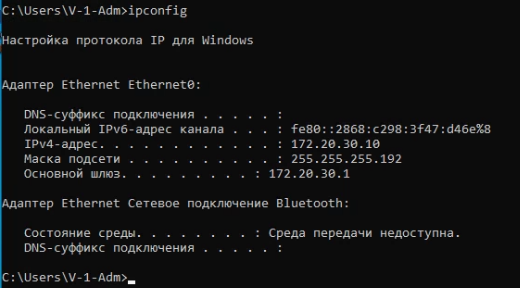 C:\Users\V-1-Adm>ipconfig
Настройка протокола IP для Windows
Адаптер Ethernet Ethernet0:
DNS-суффикс подключения . . . . . :
Локальный IPv6-адрес канала . . . : fe80::2868:c298:3f47:d46e%8
IPv4-адрес. . . . . . . . . . . . : 172.20.30.10
Маска подсети . . . . . . . . . . : 255.255.255.192
Основной шлюз. . . . . . . . . : 172.20.30.1
Адаптер Ethernet Сетевое подключение Bluetooth:
Состояние среды. . . . . . . . : Среда передачи недоступна.
DNS-суффикс подключения . . . . . :
C:\Users\V-1-Adm>